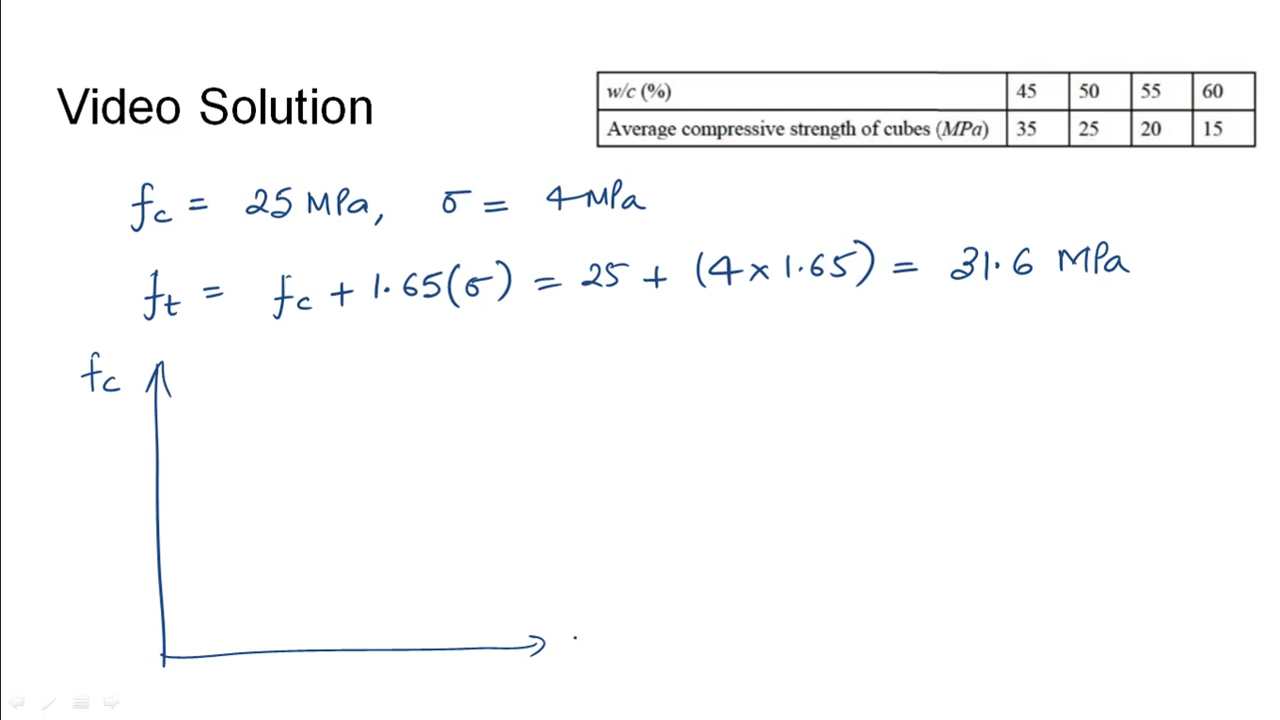 Video Solution
w/c (%) 45 50 55 60
Average compressive strength of cubes (MPa) 35 25 20 15
fc = 25 MPa, σ = 4 MPa
ft = fc + 1.65(σ) = 25 + (4 × 1.65) = 31.6 MPa
fc